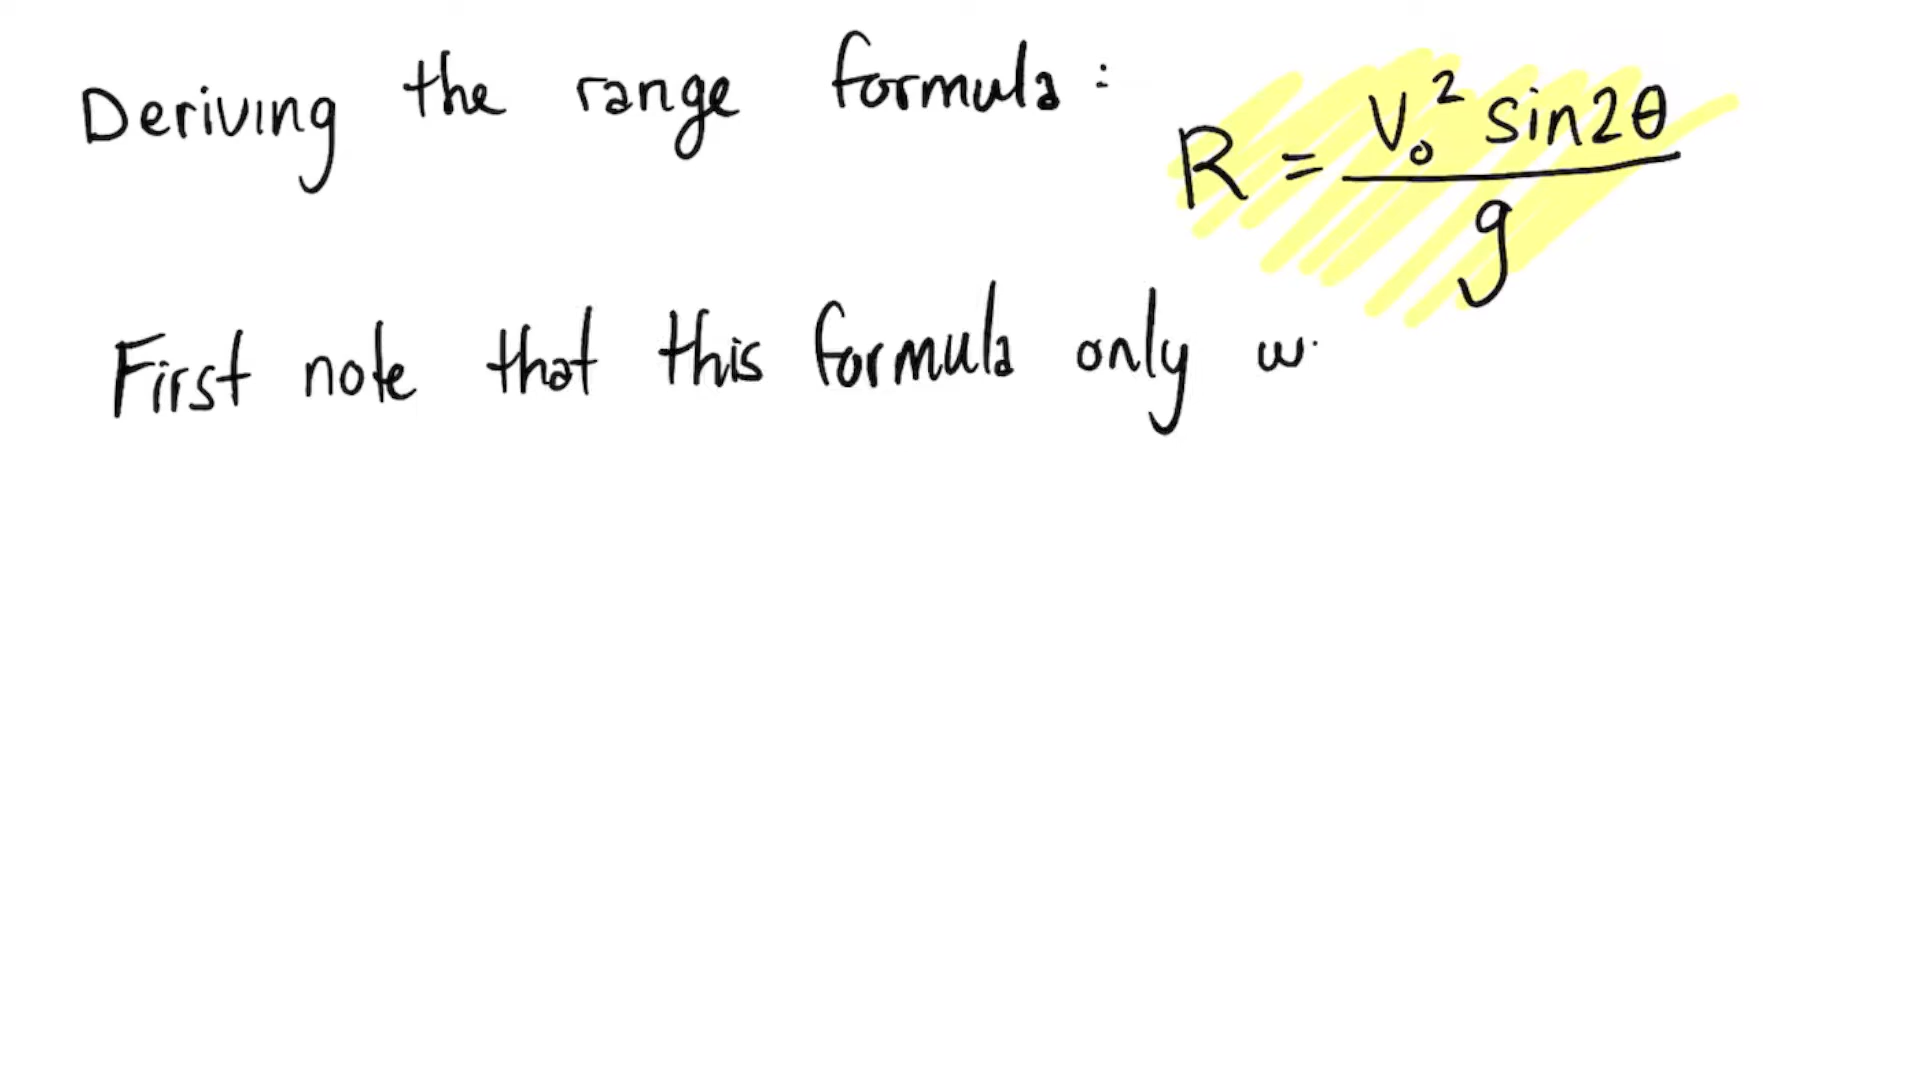 Deriving the range formula: R = V₀² sin2θ / g
First note that this formula only w